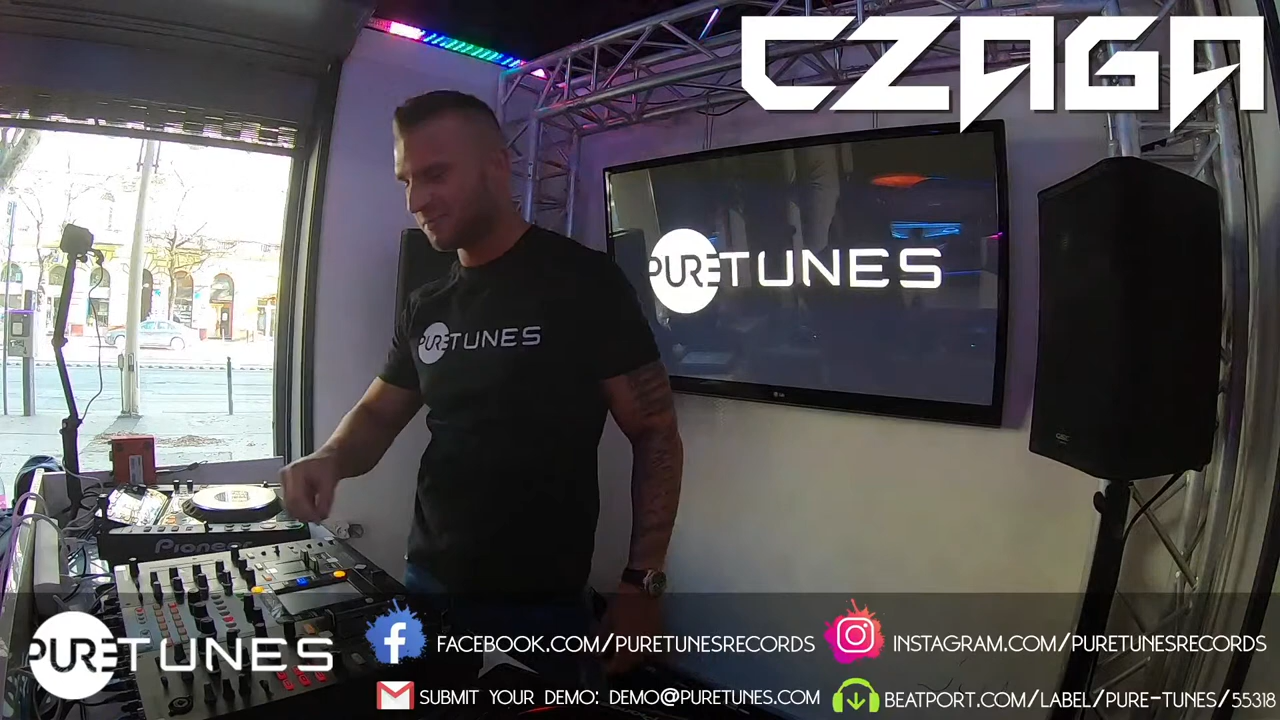 CZAGA
PURETUNES
PURETUNES
Pioneer
PURETUNES
FACEBOOK.COM/PURETUNESRECORDS
INSTAGRAM.COM/PURETUNESRECORDS
SUBMIT YOUR DEMO: DEMO@PURETUNES.COM
BEATPORT.COM/LABEL/PURE-TUNES/55318